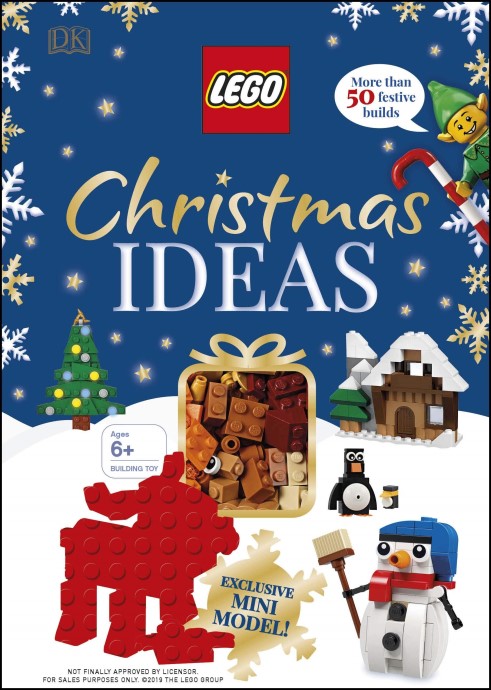 DK
LEGO
More than
50 festive
builds
Christmas
IDEAS
Ages
6+
BUILDING TOY
EXCLUSIVE
MINI
MODEL!
NOT FINALLY APPROVED BY LICENSOR.
FOR SALES PURPOSES ONLY. ©2019 THE LEGO GROUP